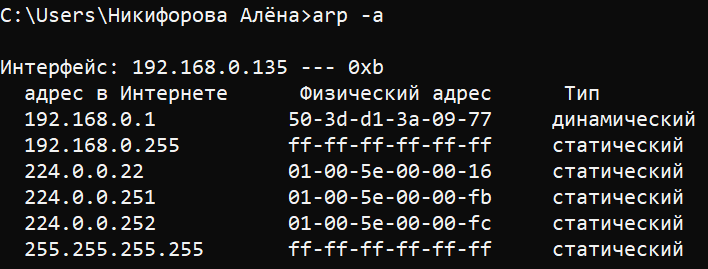 C:\Users\Никифорова Алёна>arp -a
Интерфейс: 192.168.0.135 --- 0xb
адрес в Интернете Физический адрес Тип
192.168.0.1 50-3d-d1-3a-09-77 динамический
192.168.0.255 ff-ff-ff-ff-ff-ff статический
224.0.0.22 01-00-5e-00-00-16 статический
224.0.0.251 01-00-5e-00-00-fb статический
224.0.0.252 01-00-5e-00-00-fc статический
255.255.255.255 ff-ff-ff-ff-ff-ff статический